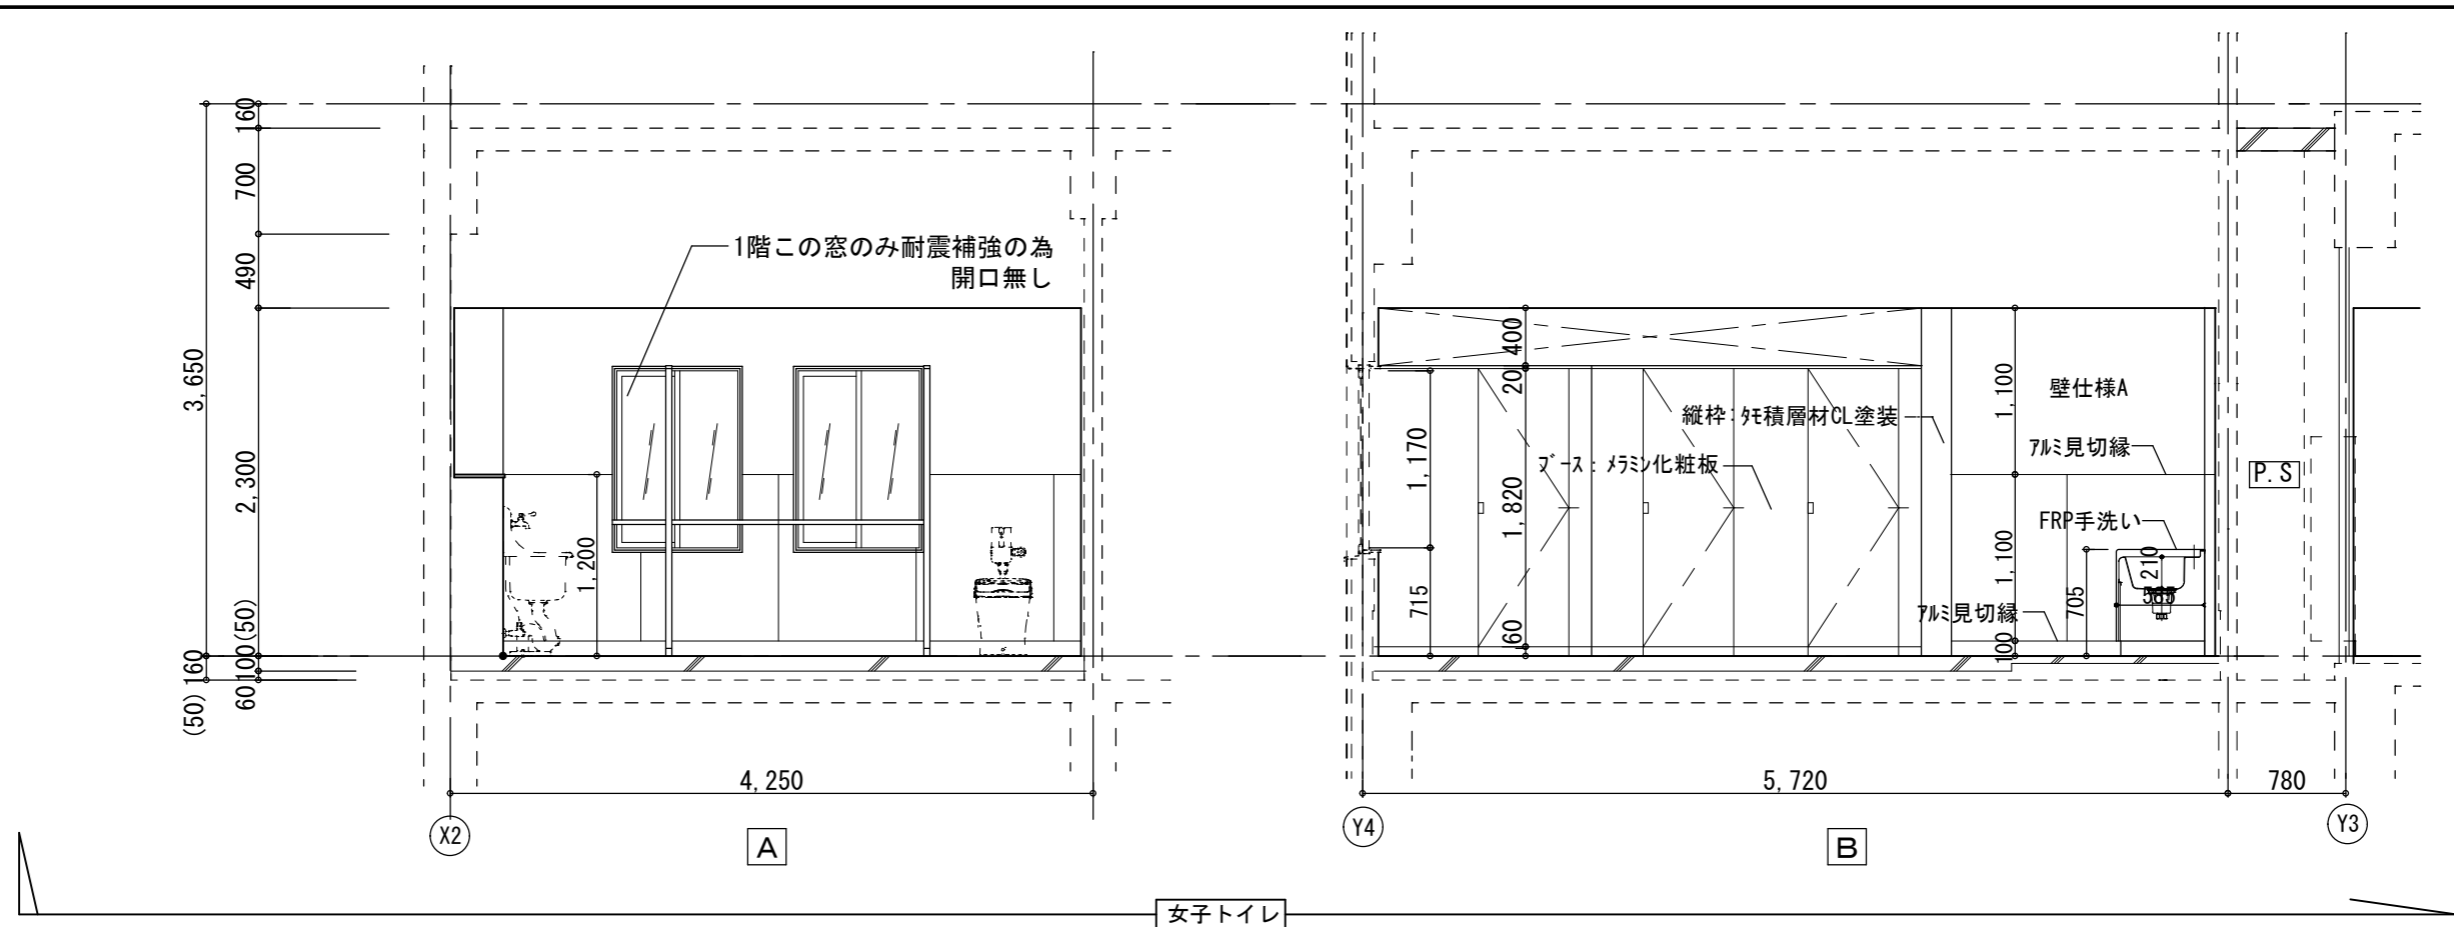 1階この窓のみ耐震補強の為
開口無し
160
700
490
3,650
2,300
(50)
100
160
60
(50)
1,200
4,250
X2
A
400
20
1,170
1,820
715
60
縦枠：ﾀﾓ積層材CL塗装
ﾌﾞｰｽ：ﾒﾗﾐﾝ化粧板
1,100
壁仕様A
ｱﾙﾐ見切縁
P.S
FRP手洗い
1,100
210
705
ｱﾙﾐ見切縁
100
5,720
780
Y4
B
Y3
女子トイレ